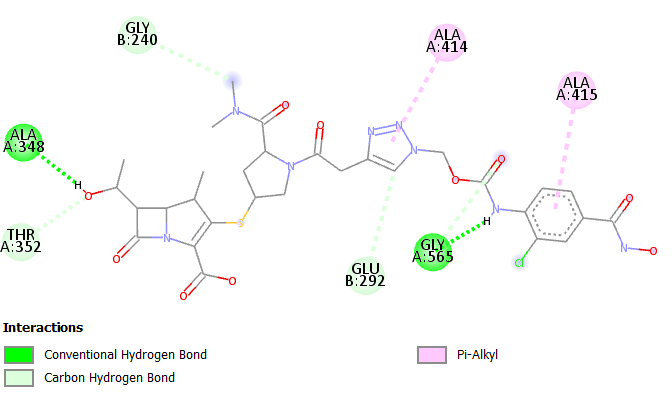 GLY
B:240
ALA
A:414
ALA
A:415
ALA
A:348
THR
A:352
GLU
B:292
GLY
A:565
N
O
N
O
N
N
N
O
O
N
H
O
N
O
Cl
H
O
O
N
S
O
O
Interactions
Conventional Hydrogen Bond
Carbon Hydrogen Bond
Pi-Alkyl